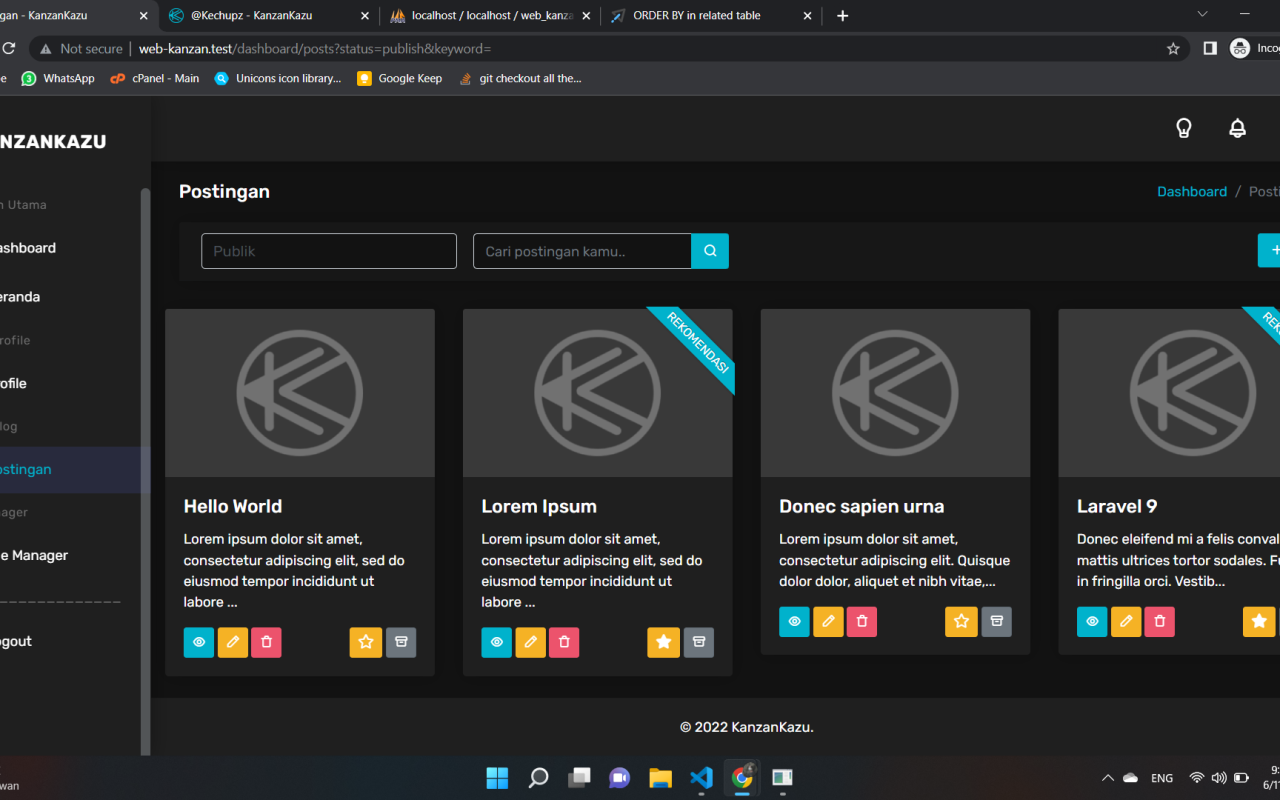 gan - KanzanKazu
@Kechupz - KanzanKazu
localhost / localhost / web_kanza
ORDER BY in related table
Not secure
web-kanzan.test/dashboard/posts?status=publish&keyword=
Incog
e
3
WhatsApp
cPanel - Main
Unicons icon library...
Google Keep
git checkout all the...
NZANKAZU
n Utama
ashboard
eranda
rofile
ofile
log
ostingan
ager
e Manager
ogout
Postingan
Dashboard / Posti
Publik
Cari postingan kamu..
REKOMENDASI
REK
Hello World
Lorem ipsum dolor sit amet,
consectetur adipiscing elit, sed do
eiusmod tempor incididunt ut
labore ...
Lorem Ipsum
Lorem ipsum dolor sit amet,
consectetur adipiscing elit, sed do
eiusmod tempor incididunt ut
labore ...
Donec sapien urna
Lorem ipsum dolor sit amet,
consectetur adipiscing elit. Quisque
dolor dolor, aliquet et nibh vitae,...
Laravel 9
Donec eleifend mi a felis conval
mattis ultrices tortor sodales. Fu
in fringilla orci. Vestib...
© 2022 KanzanKazu.
wan
ENG
9:
6/1